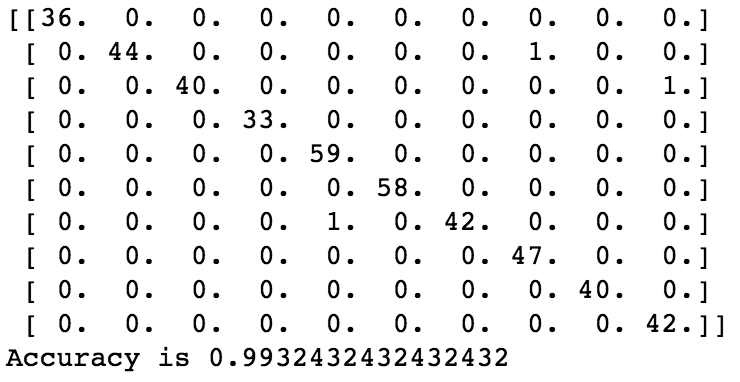 [[36. 0. 0. 0. 0. 0. 0. 0. 0. 0.]
[ 0. 44. 0. 0. 0. 0. 0. 1. 0. 0.]
[ 0. 0. 40. 0. 0. 0. 0. 0. 0. 1.]
[ 0. 0. 0. 33. 0. 0. 0. 0. 0. 0.]
[ 0. 0. 0. 0. 59. 0. 0. 0. 0. 0.]
[ 0. 0. 0. 0. 0. 58. 0. 0. 0. 0.]
[ 0. 0. 0. 0. 1. 0. 42. 0. 0. 0.]
[ 0. 0. 0. 0. 0. 0. 0. 47. 0. 0.]
[ 0. 0. 0. 0. 0. 0. 0. 0. 40. 0.]
[ 0. 0. 0. 0. 0. 0. 0. 0. 0. 42.]]
Accuracy is 0.9932432432432432